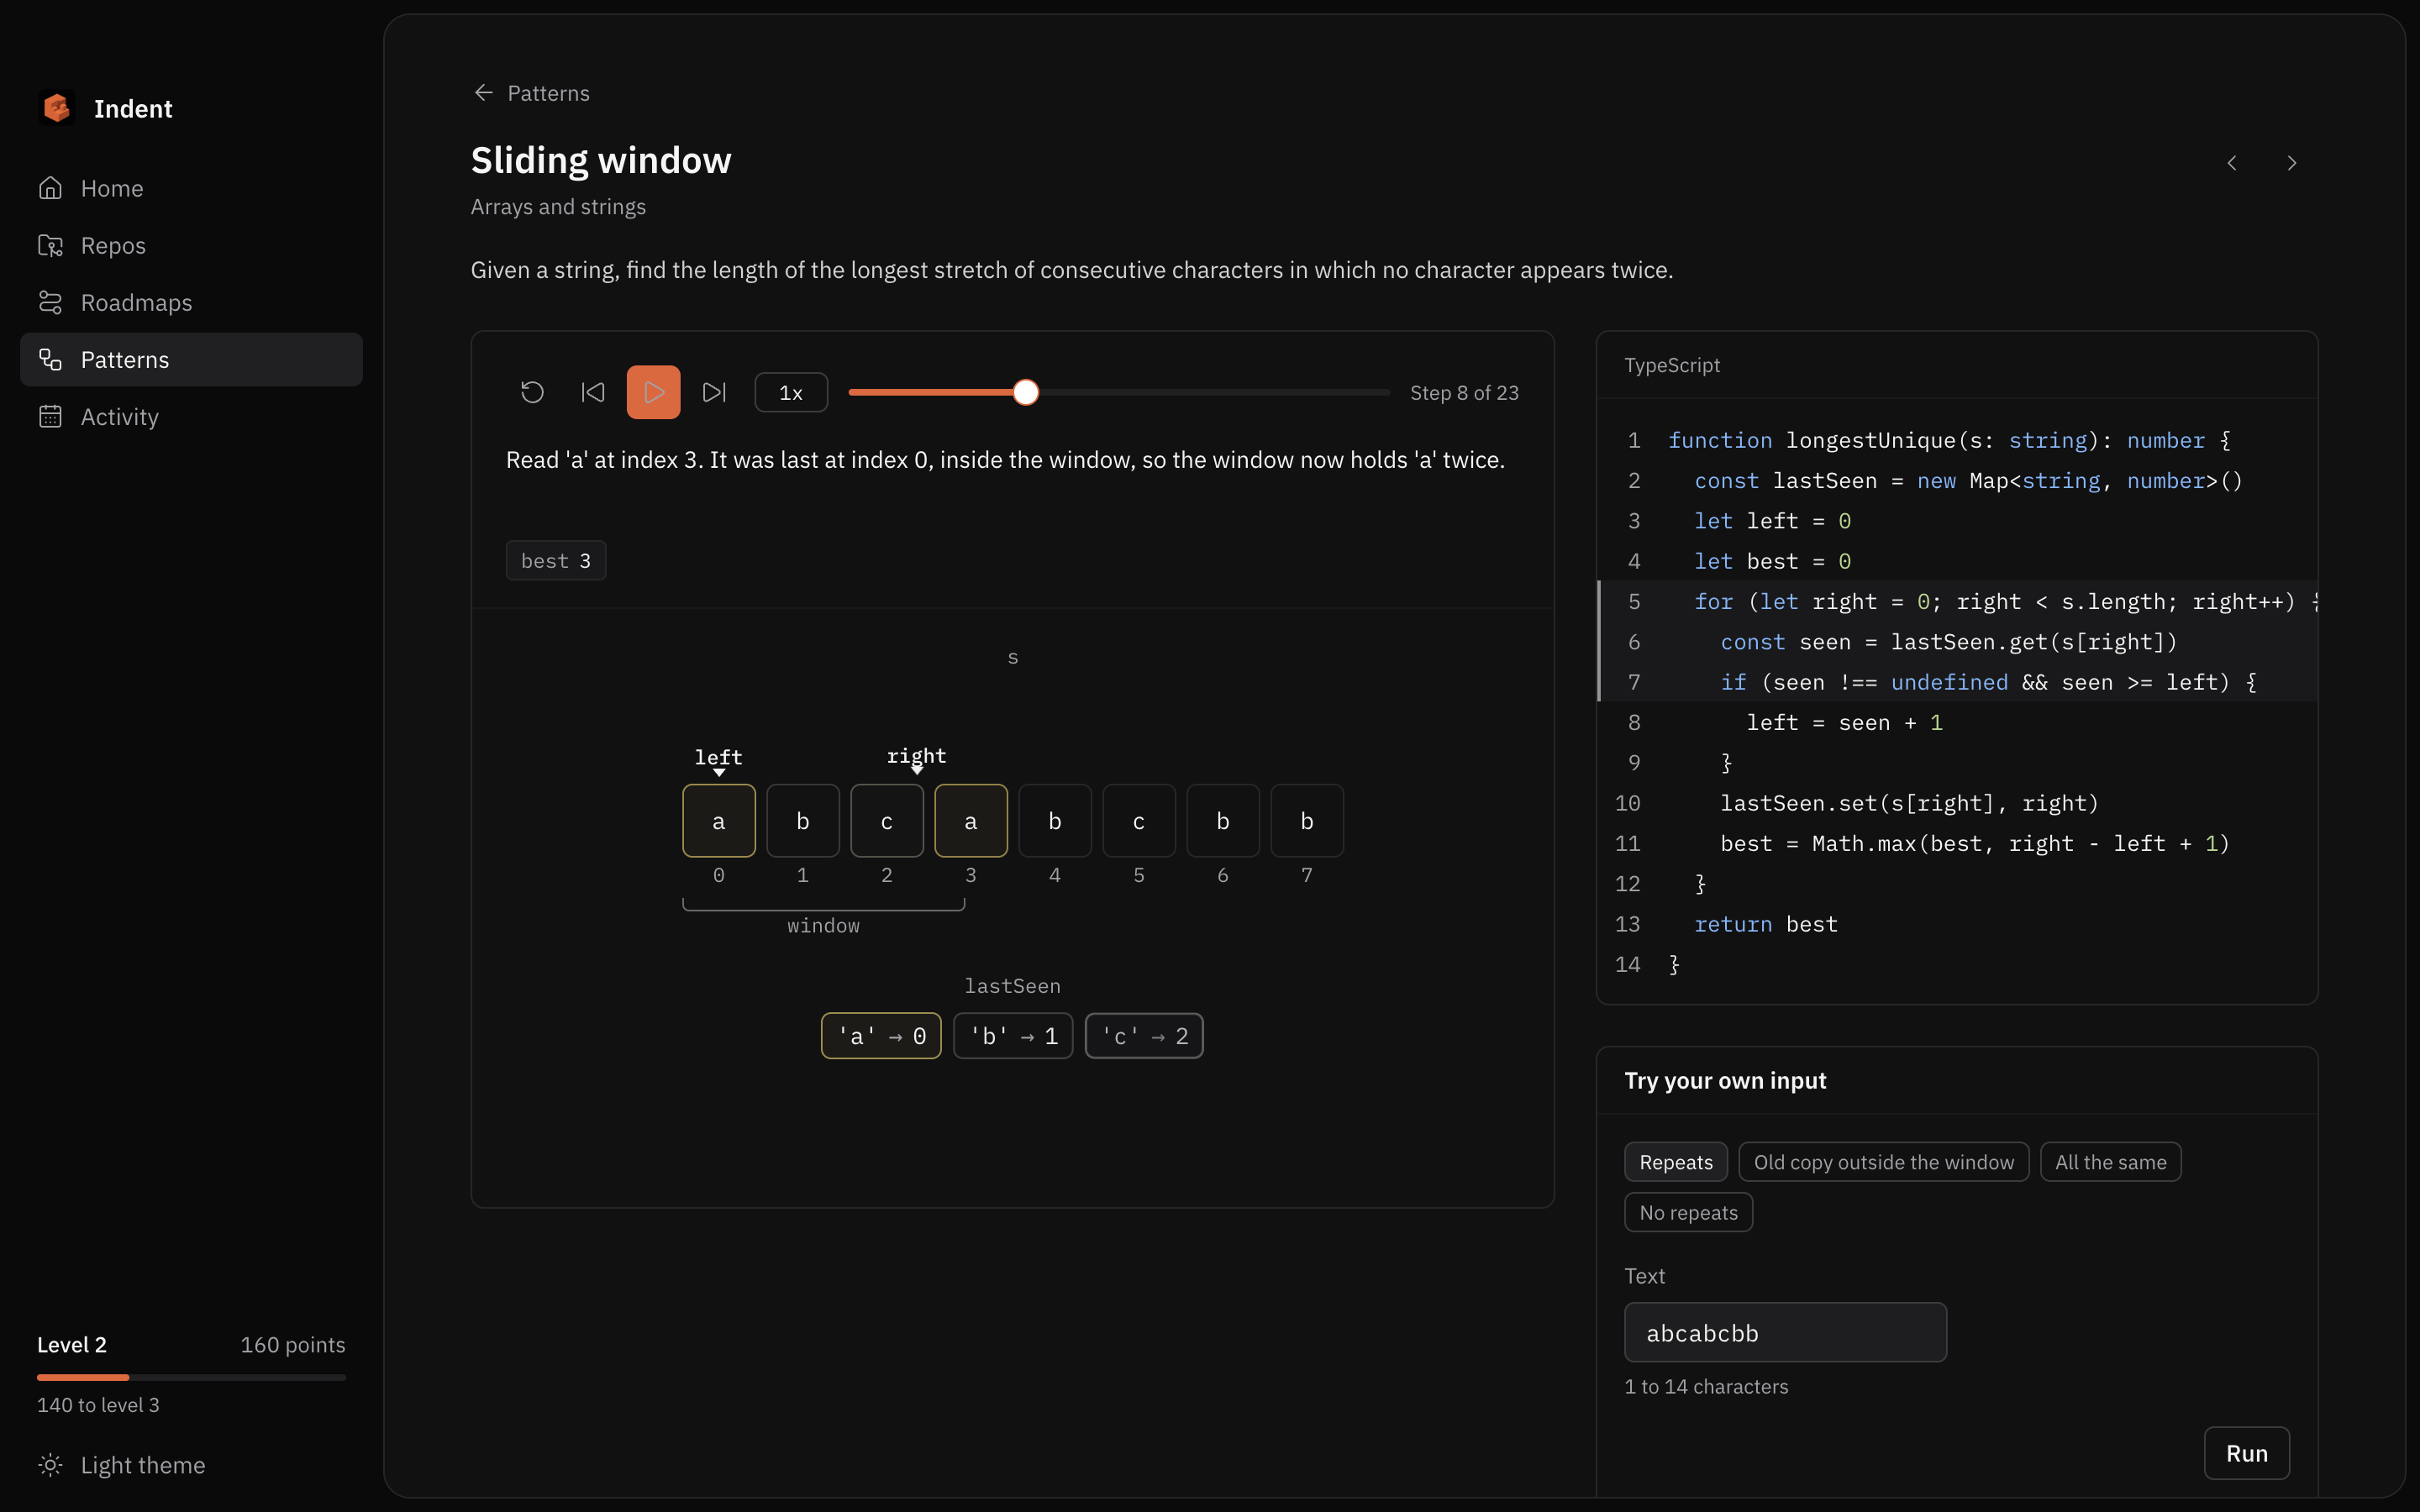 Indent
Home
Repos
Roadmaps
Patterns
Activity
Level 2 160 points
140 to level 3
Light theme
Patterns
Sliding window
Arrays and strings
Given a string, find the length of the longest stretch of consecutive characters in which no character appears twice.
1x Step 8 of 23
Read 'a' at index 3. It was last at index 0, inside the window, so the window now holds 'a' twice.
best 3
s
left right
a b c a b c b b
0 1 2 3 4 5 6 7
window
lastSeen
'a' → 0 'b' → 1 'c' → 2
TypeScript
1 function longestUnique(s: string): number {
2 const lastSeen = new Map<string, number>()
3 let left = 0
4 let best = 0
5 for (let right = 0; right < s.length; right++) {
6 const seen = lastSeen.get(s[right])
7 if (seen !== undefined && seen >= left) {
8 left = seen + 1
9 }
10 lastSeen.set(s[right], right)
11 best = Math.max(best, right - left + 1)
12 }
13 return best
14 }
Try your own input
Repeats Old copy outside the window All the same
No repeats
Text
abcabcbb
1 to 14 characters
Run